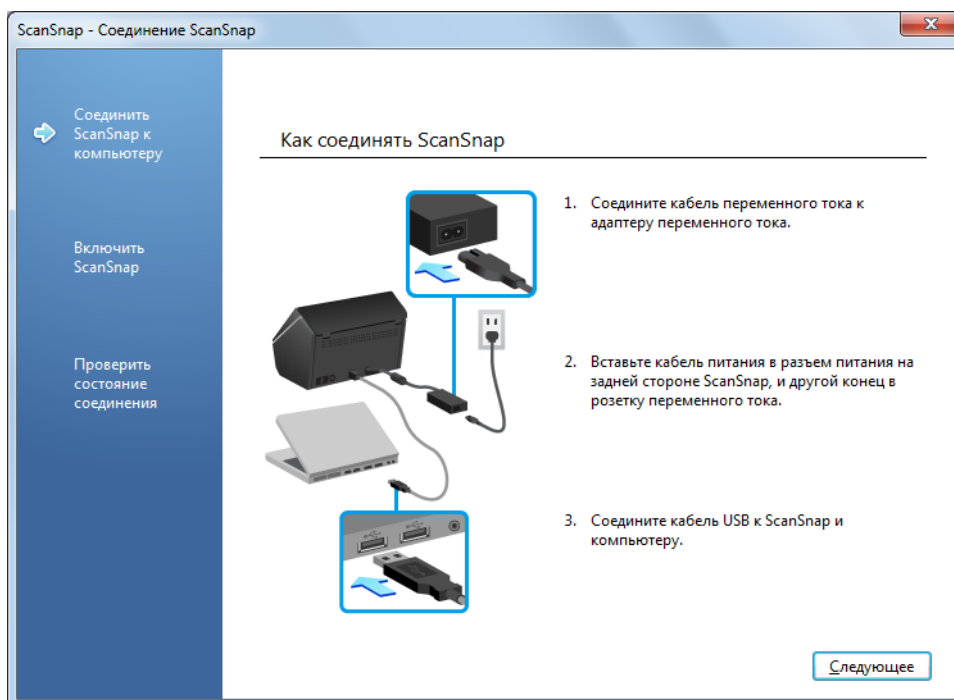 ScanSnap - Соединение ScanSnap
Соединить
ScanSnap к
компьютеру
Включить
ScanSnap
Проверить
состояние
соединения
Как соединять ScanSnap
1. Соедините кабель переменного тока к
адаптеру переменного тока.
2. Вставьте кабель питания в разъем питания на
задней стороне ScanSnap, и другой конец в
розетку переменного тока.
3. Соедините кабель USB к ScanSnap и
компьютеру.
Следующее